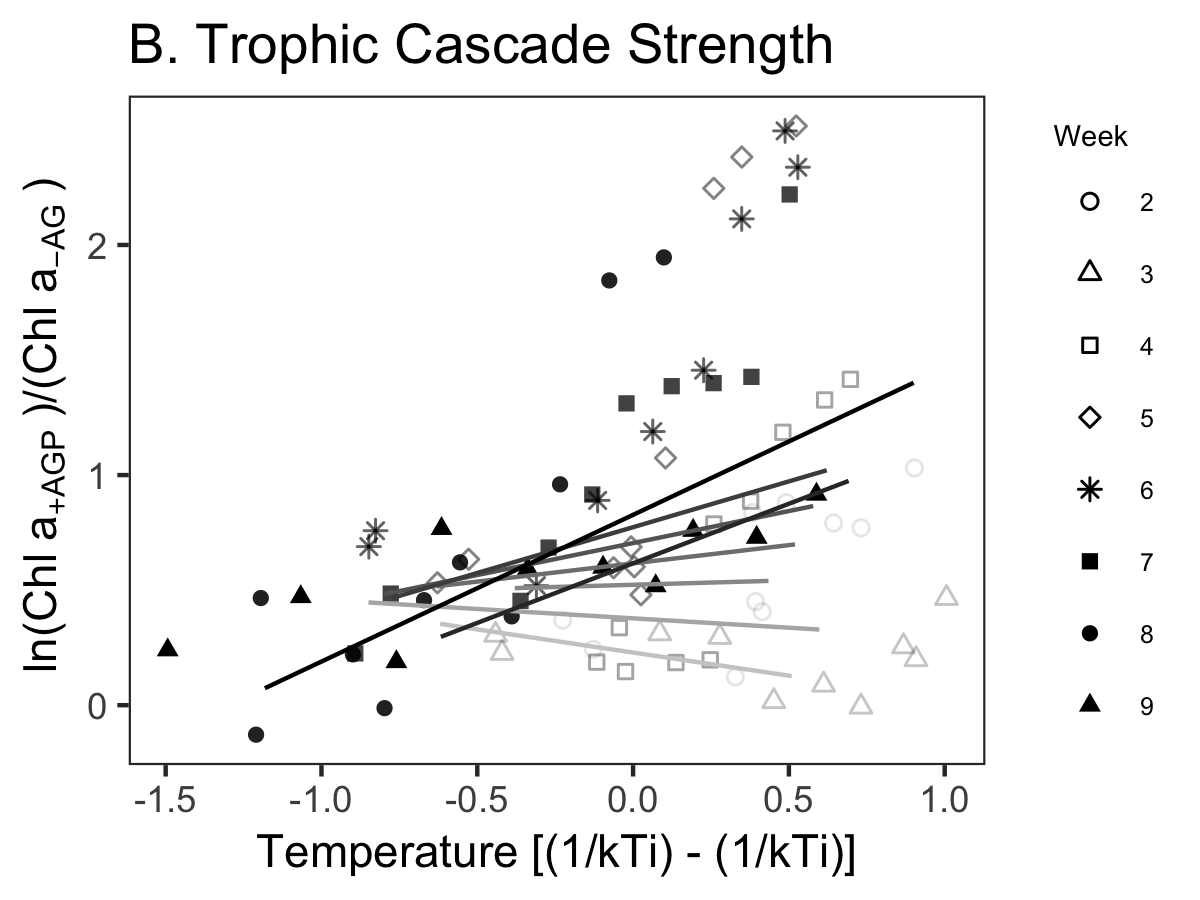 B. Trophic Cascade Strength
ln(Chl a+AGP )/(Chl a−AG )
2
1
0
-1.5 -1.0 -0.5 0.0 0.5 1.0
Temperature [(1/kTi) - (1/kTi)]
Week
2
3
4
5
6
7
8
9